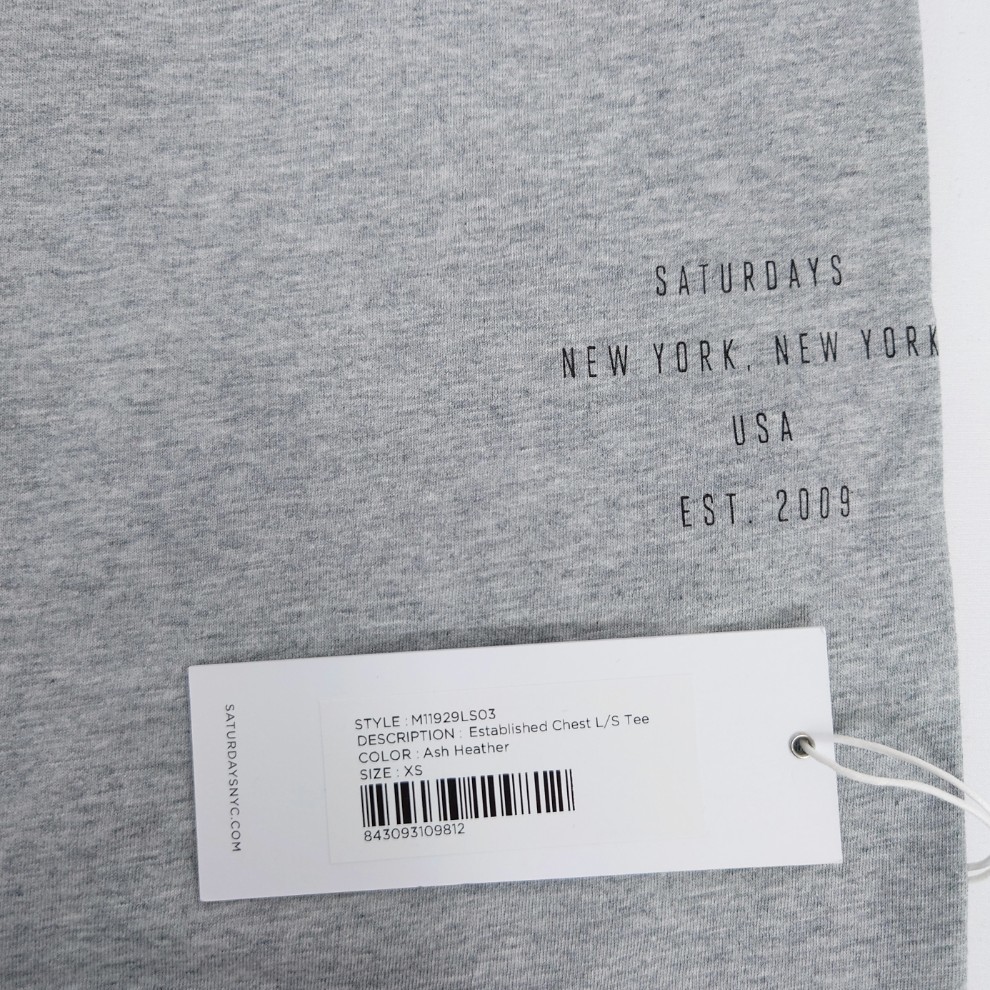 SATURDAYS
NEW YORK, NEW YORK
USA
EST. 2009
SATURDAYSNYC.COM
STYLE : M11929LS03
DESCRIPTION : Established Chest L/S Tee
COLOR : Ash Heather
SIZE : XS
843093109812